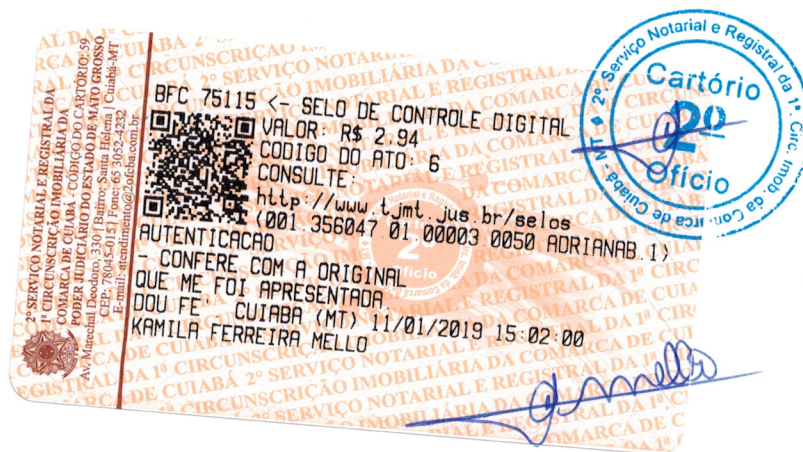 2º SERVIÇO NOTARIAL E REGISTRAL DA
1ª CIRCUNSCRIÇÃO IMOBILIÁRIA DA
COMARCA DE CUIABÁ - CÓDIGO DO CARTÓRIO: 59
PODER JUDICIÁRIO DO ESTADO DE MATO GROSSO
Av. Marechal Deodoro, 330 | Bairro: Santa Helena | Cuiabá-MT
CEP: 78045-015 | Fone: 65 3052-4232
E-mail: atendimento@2ofcba.com.br
BFC 75115 <- SELO DE CONTROLE DIGITAL
VALOR: R$ 2,94
CODIGO DO ATO: 6
CONSULTE:
http://www.tjmt.jus.br/selos
(001.356047.01.00003.0050 ADRIANAB.1)
AUTENTICACAO
- CONFERE COM A ORIGINAL
QUE ME FOI APRESENTADA.
DOU FE. CUIABA (MT) 11/01/2019 15:02:00
KAMILA FERREIRA MELLO
2º Serviço Notarial e Registral da 1ª. Circ. Imob. da Comarca de Cuiabá - MT
Cartório
2º
Ofício